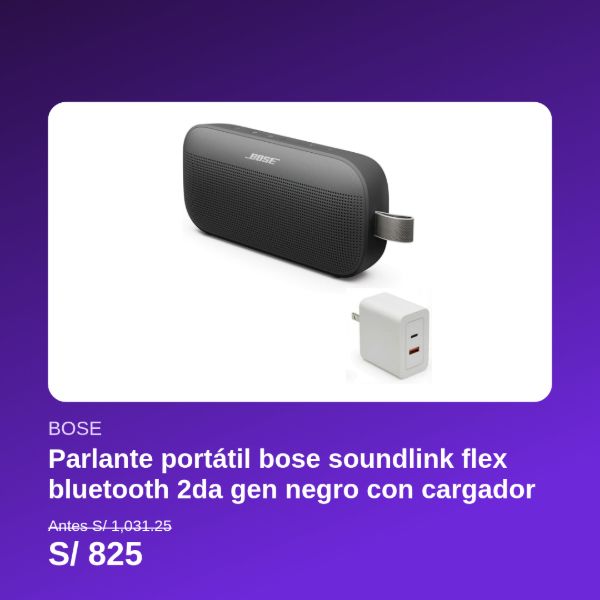 BOSE
BOSE
Parlante portátil bose soundlink flex
bluetooth 2da gen negro con cargador
Antes S/ 1,031.25
S/ 825